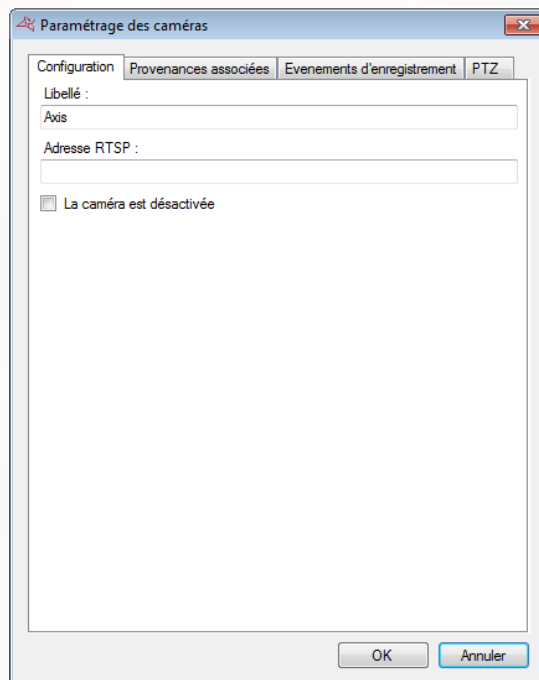 Paramétrage des caméras
Configuration Provenances associées Evenements d'enregistrement PTZ
Libellé :
Axis
Adresse RTSP :
La caméra est désactivée
OK Annuler